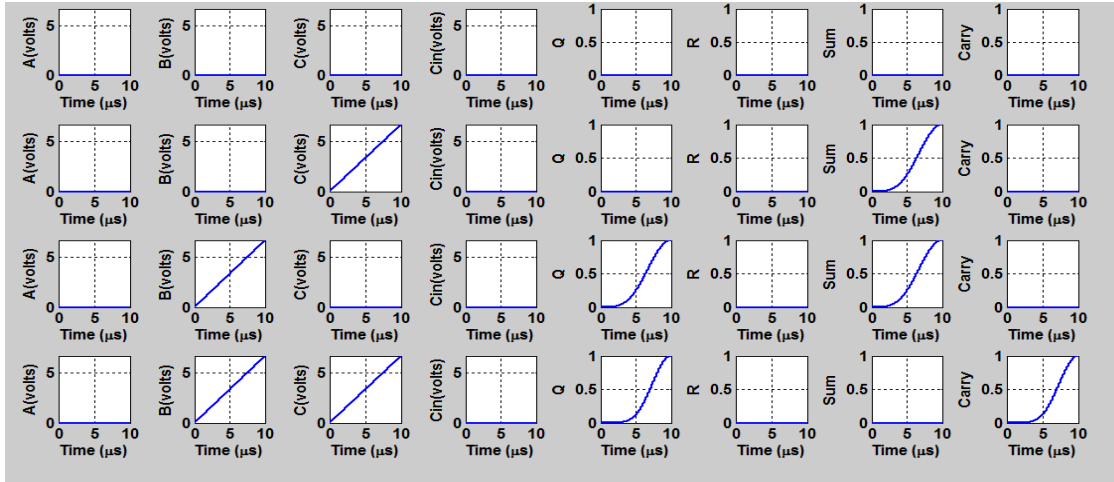 A(volts) 5 0 0 5 10 Time (μs)
B(volts) 5 0 0 5 10 Time (μs)
C(volts) 5 0 0 5 10 Time (μs)
Cin(volts) 5 0 0 5 10 Time (μs)
Q 1 0.5 0 0 5 10 Time (μs)
R 1 0.5 0 0 5 10 Time (μs)
Sum 1 0.5 0 0 5 10 Time (μs)
Carry 1 0.5 0 0 5 10 Time (μs)
A(volts) 5 0 0 5 10 Time (μs)
B(volts) 5 0 0 5 10 Time (μs)
C(volts) 5 0 0 5 10 Time (μs)
Cin(volts) 5 0 0 5 10 Time (μs)
Q 1 0.5 0 0 5 10 Time (μs)
R 1 0.5 0 0 5 10 Time (μs)
Sum 1 0.5 0 0 5 10 Time (μs)
Carry 1 0.5 0 0 5 10 Time (μs)
A(volts) 5 0 0 5 10 Time (μs)
B(volts) 5 0 0 5 10 Time (μs)
C(volts) 5 0 0 5 10 Time (μs)
Cin(volts) 5 0 0 5 10 Time (μs)
Q 1 0.5 0 0 5 10 Time (μs)
R 1 0.5 0 0 5 10 Time (μs)
Sum 1 0.5 0 0 5 10 Time (μs)
Carry 1 0.5 0 0 5 10 Time (μs)
A(volts) 5 0 0 5 10 Time (μs)
B(volts) 5 0 0 5 10 Time (μs)
C(volts) 5 0 0 5 10 Time (μs)
Cin(volts) 5 0 0 5 10 Time (μs)
Q 1 0.5 0 0 5 10 Time (μs)
R 1 0.5 0 0 5 10 Time (μs)
Sum 1 0.5 0 0 5 10 Time (μs)
Carry 1 0.5 0 0 5 10 Time (μs)